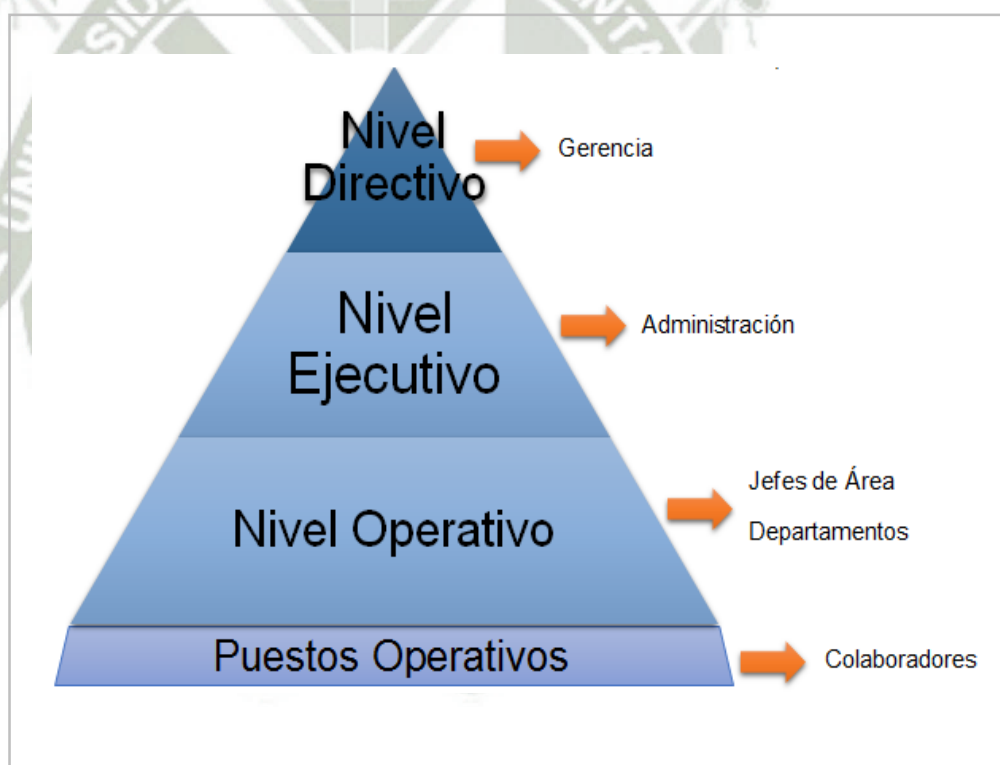 Nivel
Directivo
Gerencia
Nivel
Ejecutivo
Administración
Nivel Operativo
Jefes de Área
Departamentos
Puestos Operativos
Colaboradores